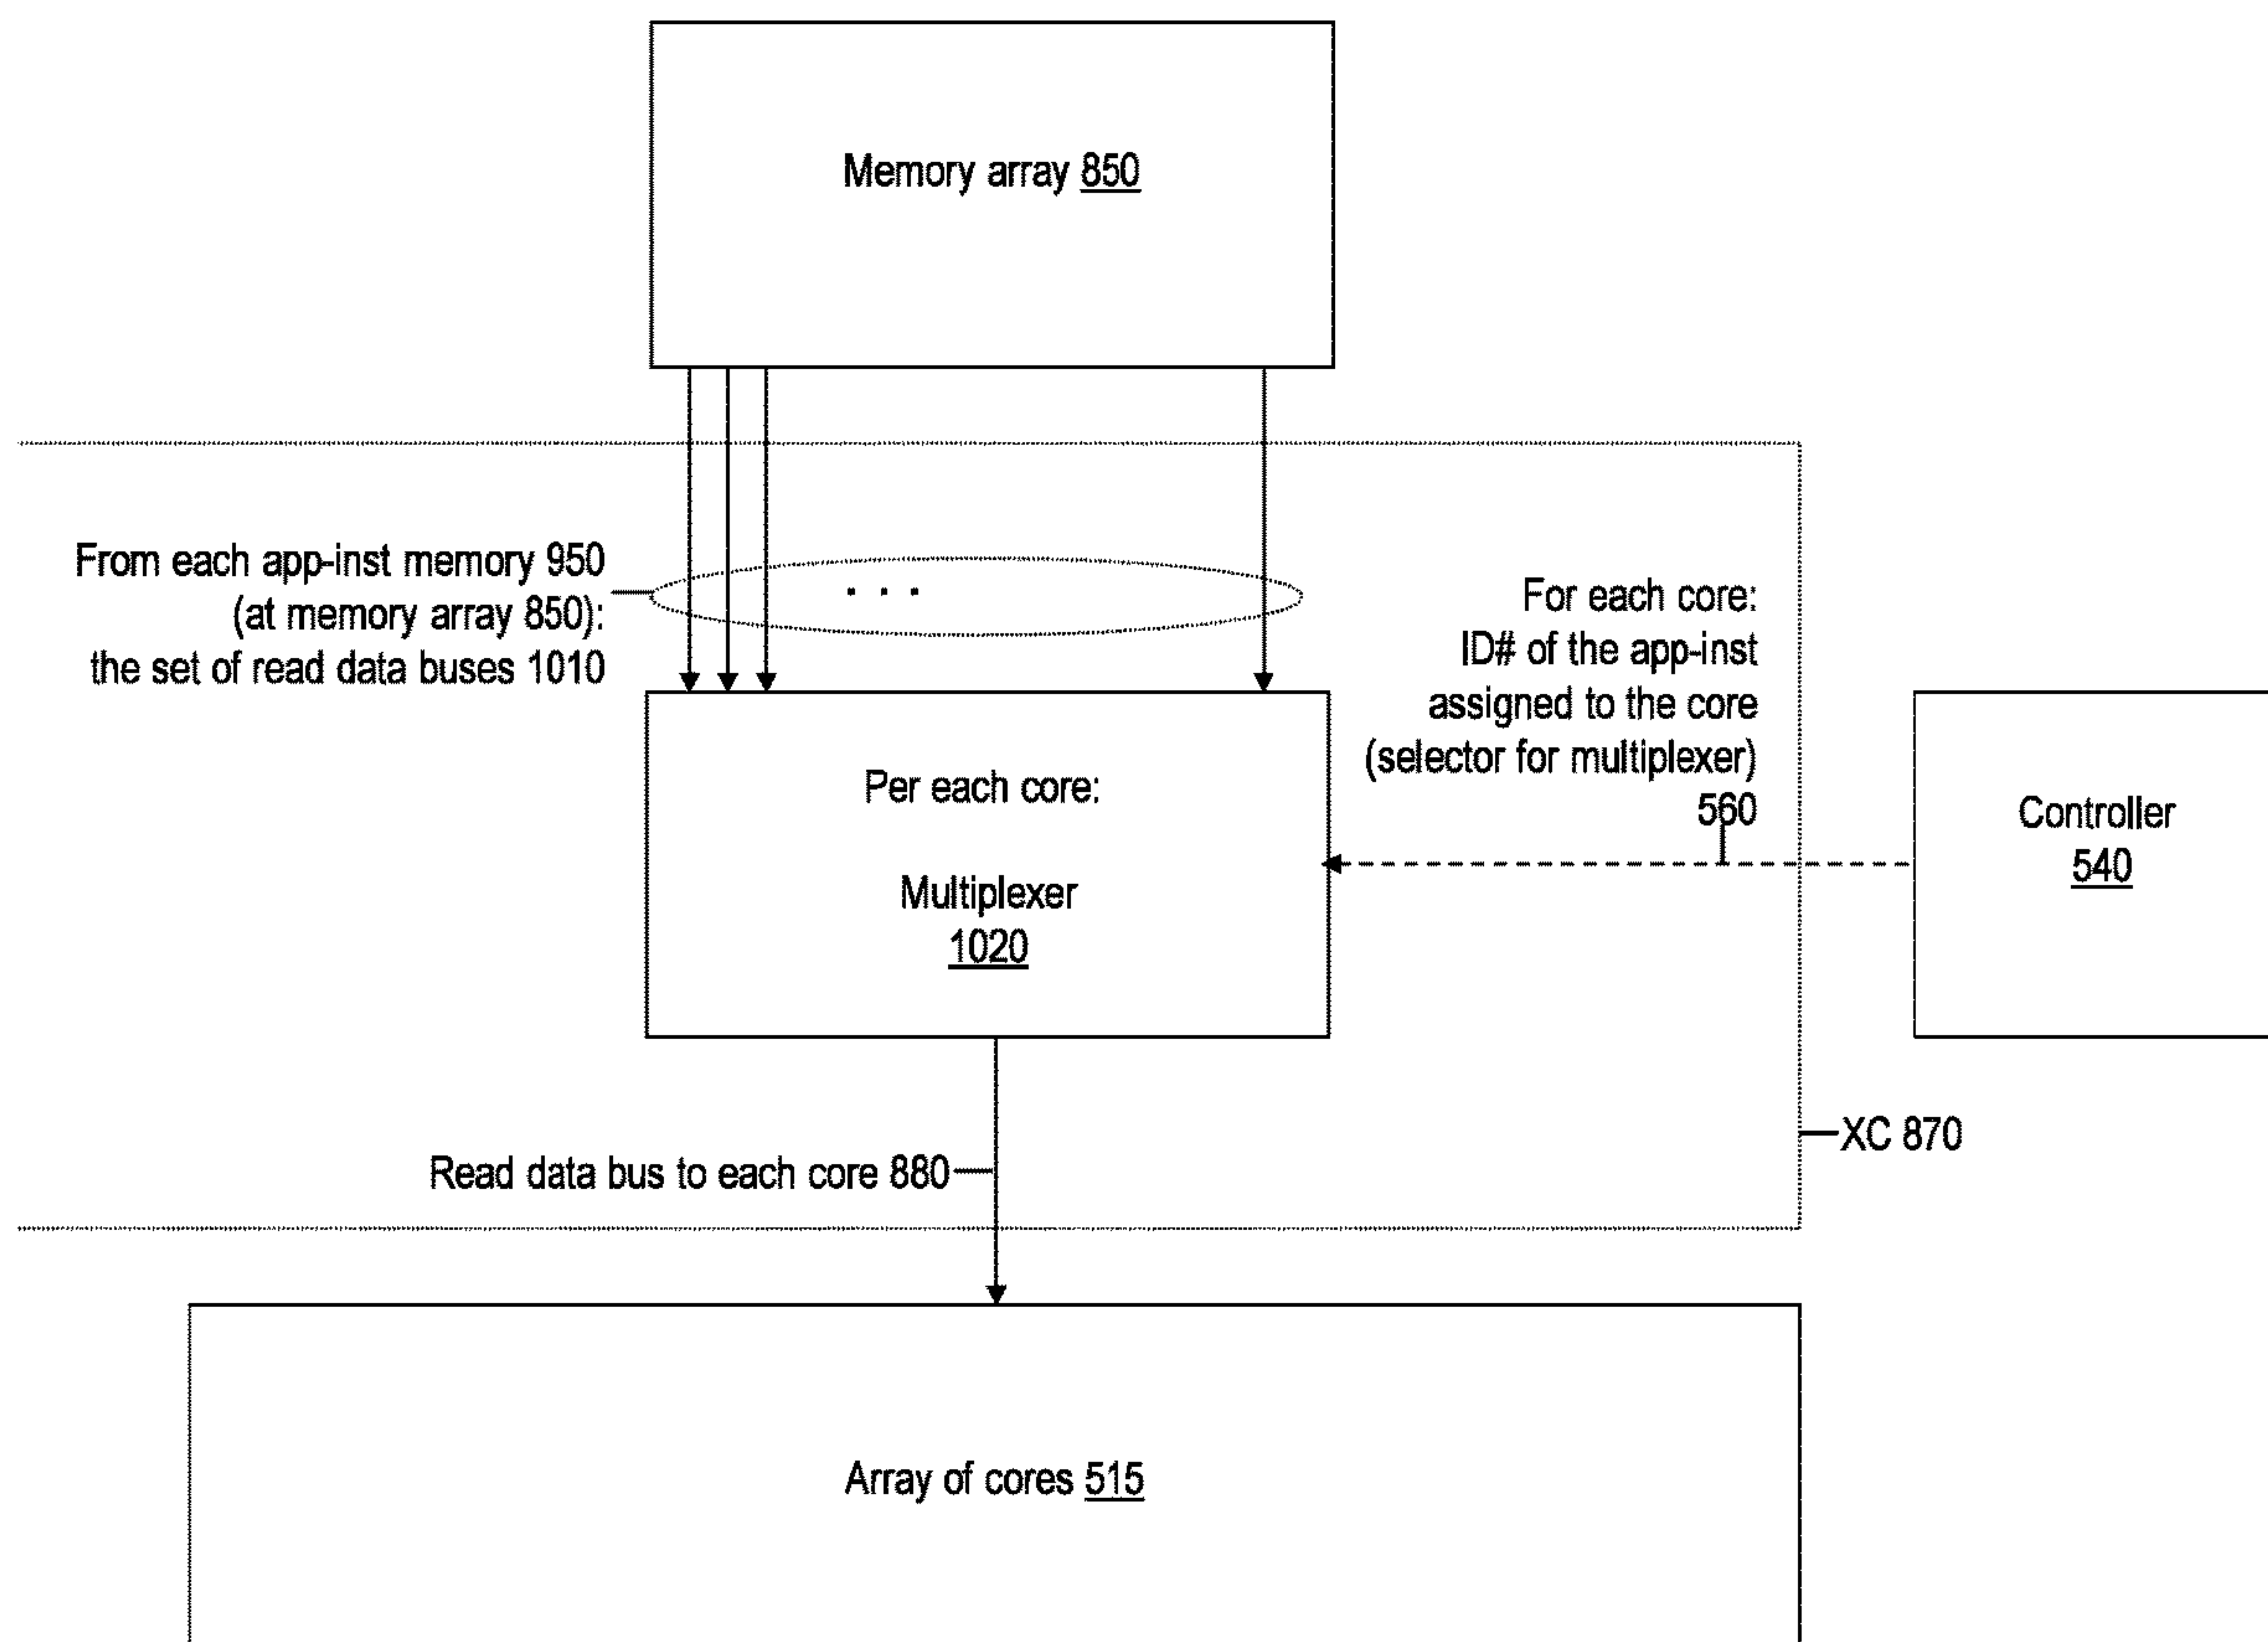 Memory array 850
From each app-inst memory 950
(at memory array 850):
the set of read data buses 1010
. . .
For each core:
ID# of the app-inst
assigned to the core
(selector for multiplexer)
560
Per each core:
Multiplexer
1020
Controller
540
XC 870
Read data bus to each core 880
Array of cores 515